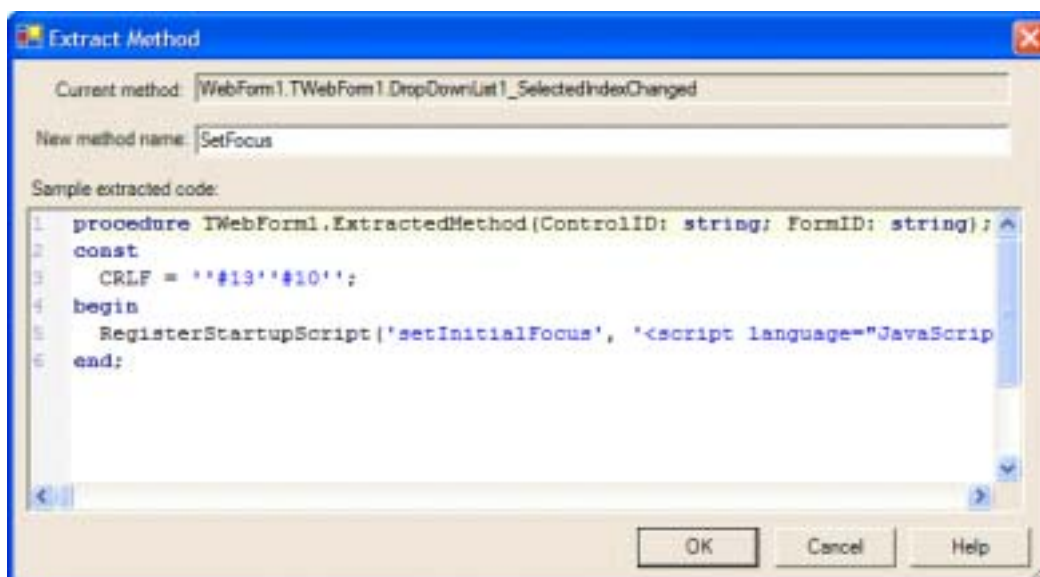 Extract Method
Current method: WebForm1.TWebForm1.DropDownList1_SelectedIndexChanged
New method name: SetFocus
Sample extracted code:
1 procedure TWebForm1.ExtractedMethod(ControlID: string; FormID: string);
2 const
3 CRLF = ''#13''#10'';
4 begin
5 RegisterStartupScript('setInitialFocus', '<script language="JavaScrip
6 end;
OK Cancel Help